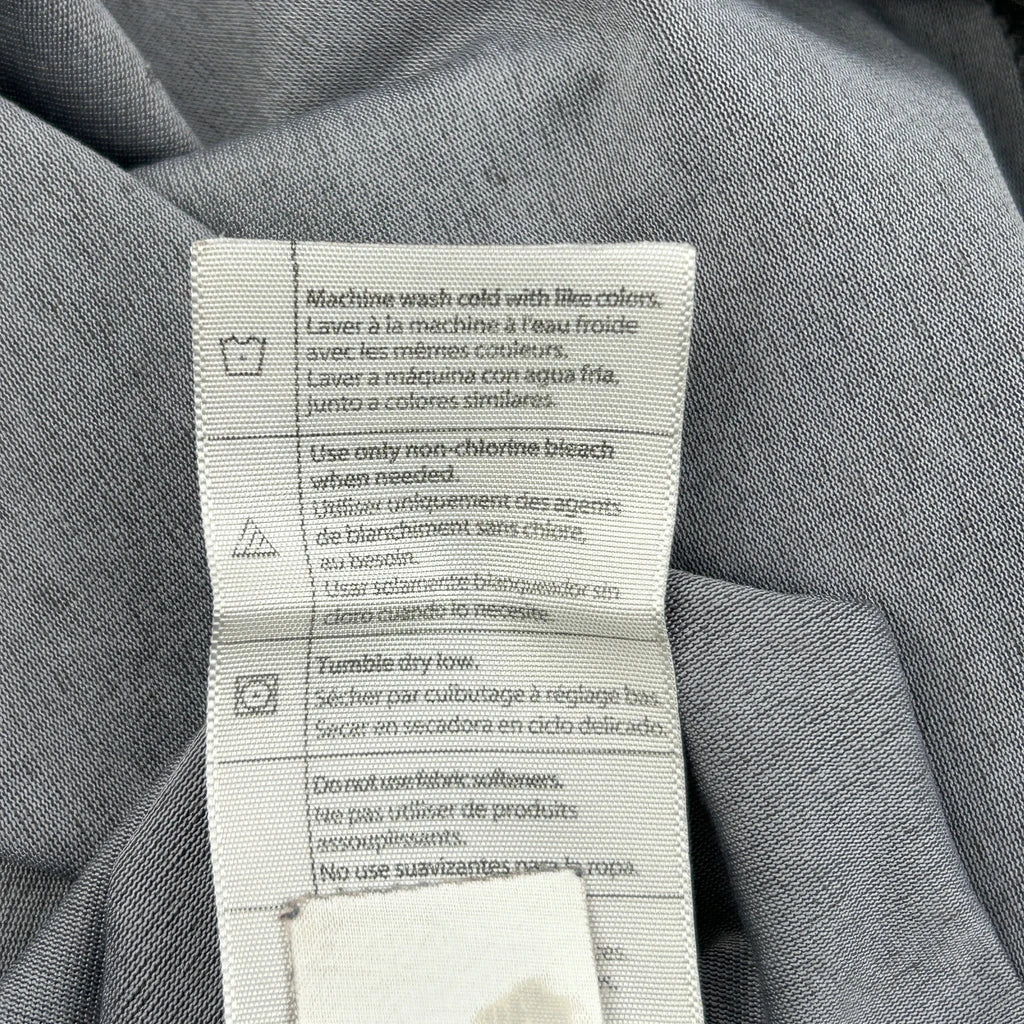 Machine wash cold with like colors.
Laver à la machine à l'eau froide
avec les mêmes couleurs.
Lavar a máquina con agua fría,
junto a colores similares.
Use only non-chlorine bleach
when needed.
Utiliser uniquement des agents
de blanchiment sans chlore,
au besoin.
Usar solamente blanqueador sin
cloro cuando lo necesite.
Tumble dry low.
Sécher par culbutage à réglage bas.
Secar en secadora en ciclo delicado.
Do not use fabric softeners.
Ne pas utiliser de produits
assouplissants.
No use suavizantes para la ropa.